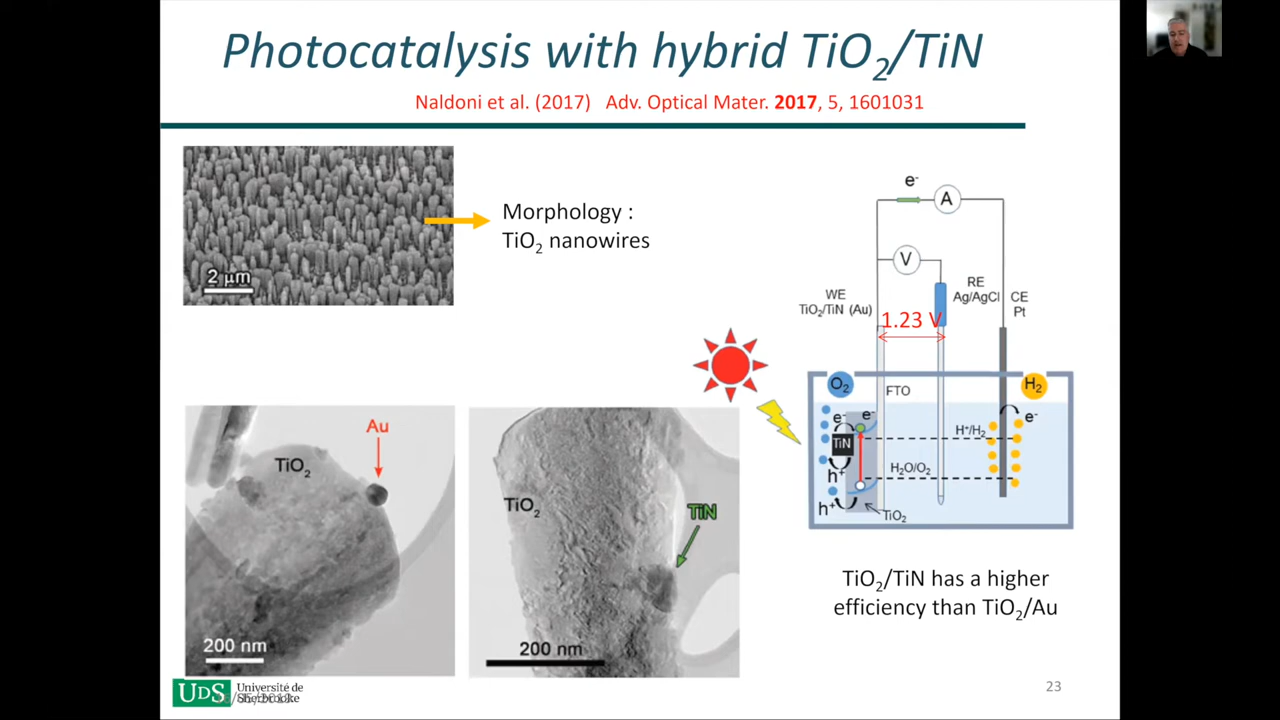 Photocatalysis with hybrid TiO₂/TiN
Naldoni et al. (2017) Adv. Optical Mater. 2017, 5, 1601031
2 μm
Morphology :
TiO₂ nanowires
e⁻
A
V
WE
TiO₂/TiN (Au)
RE
Ag/AgCl
CE
Pt
1.23 V
O₂
FTO
H₂
e⁻
e⁻
e⁻
TiN
H⁺/H₂
h⁺
H₂O/O₂
h⁺
TiO₂
Au
TiO₂
200 nm
TiO₂
TiN
200 nm
TiO₂/TiN has a higher
efficiency than TiO₂/Au
UDS Université de
Sherbrooke
23